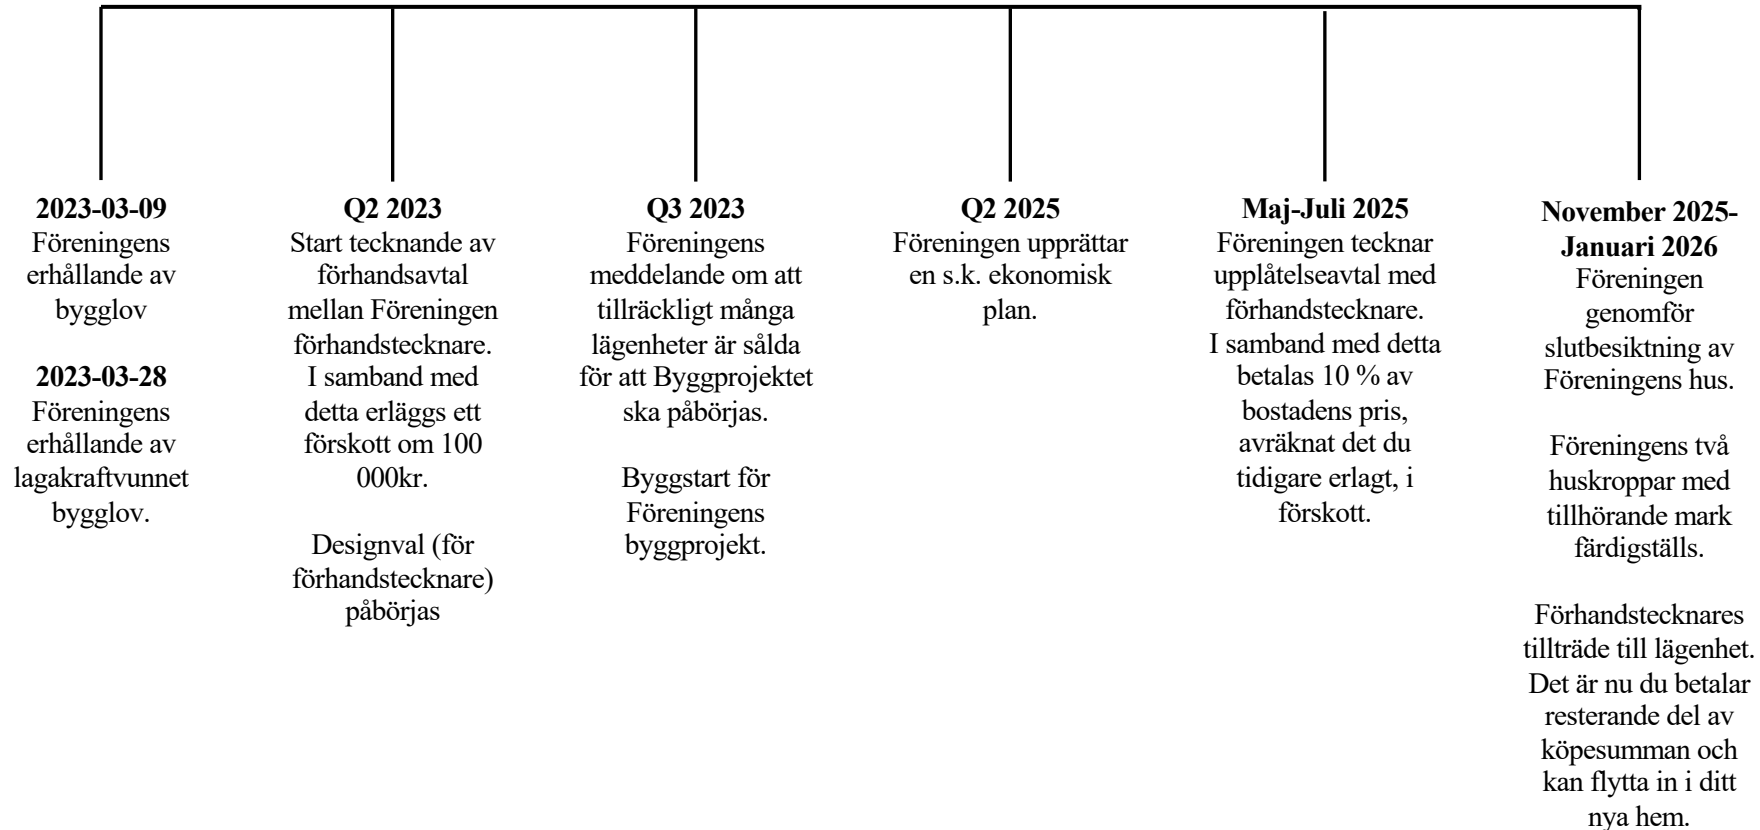 2023-03-09
Föreningens
erhållande av
bygglov
2023-03-28
Föreningens
erhållande av
lagakraftvunnet
bygglov.
Q2 2023
Start tecknande av
förhandsavtal
mellan Föreningen
förhandstecknare.
I samband med
detta erläggs ett
förskott om 100
000kr.
Designval (för
förhandstecknare)
påbörjas
Q3 2023
Föreningens
meddelande om att
tillräckligt många
lägenheter är sålda
för att Byggprojektet
ska påbörjas.
Byggstart för
Föreningens
byggprojekt.
Q2 2025
Föreningen upprättar
en s.k. ekonomisk
plan.
Maj-Juli 2025
Föreningen tecknar
upplåtelseavtal med
förhandstecknare.
I samband med detta
betalas 10 % av
bostadens pris,
avräknat det du
tidigare erlagt, i
förskott.
November 2025-
Januari 2026
Föreningen
genomför
slutbesiktning av
Föreningens hus.
Föreningens två
huskroppar med
tillhörande mark
färdigställs.
Förhandstecknares
tillträde till lägenhet.
Det är nu du betalar
resterande del av
köpesumman och
kan flytta in i ditt
nya hem.